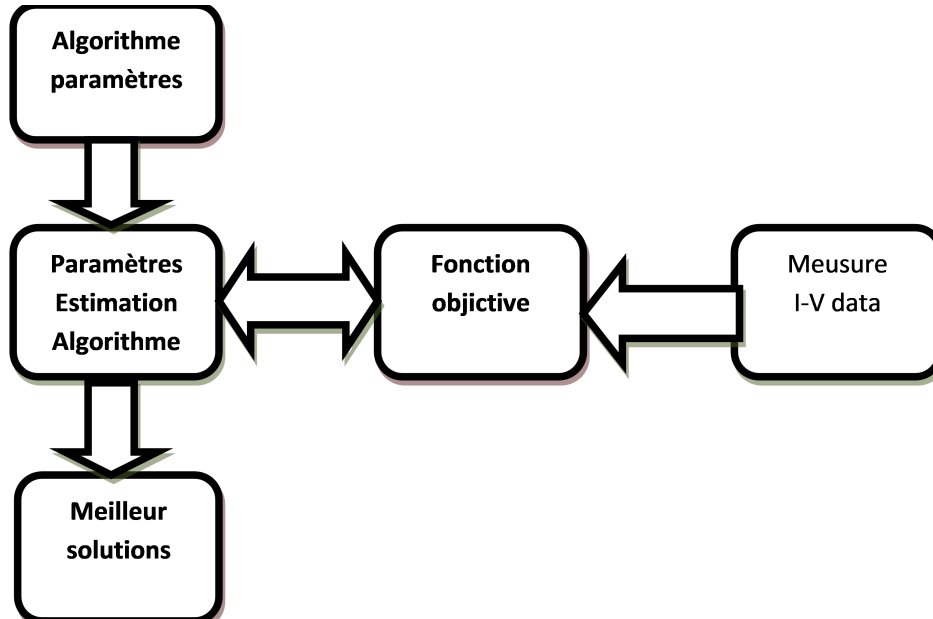 Algorithme
paramètres
Paramètres
Estimation
Algorithme
Fonction
objictive
Meusure
I-V data
Meilleur
solutions